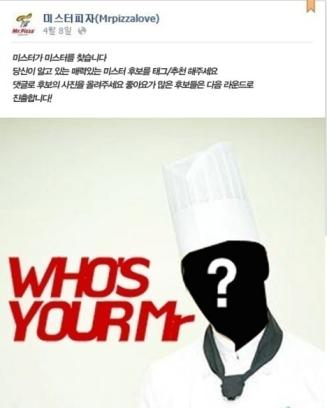 미스터피자(Mrpizzalove)
Mr.Pizza
4월 8일
미스터가 미스터를 찾습니다
당신이 알고 있는 매력있는 미스터 후보를 태그/추천 해주세요
댓글로 후보의 사진을 올려주세요 좋아요가 많은 후보들은 다음 라운드로
진출합니다!
WHO'S
YOUR Mr
?